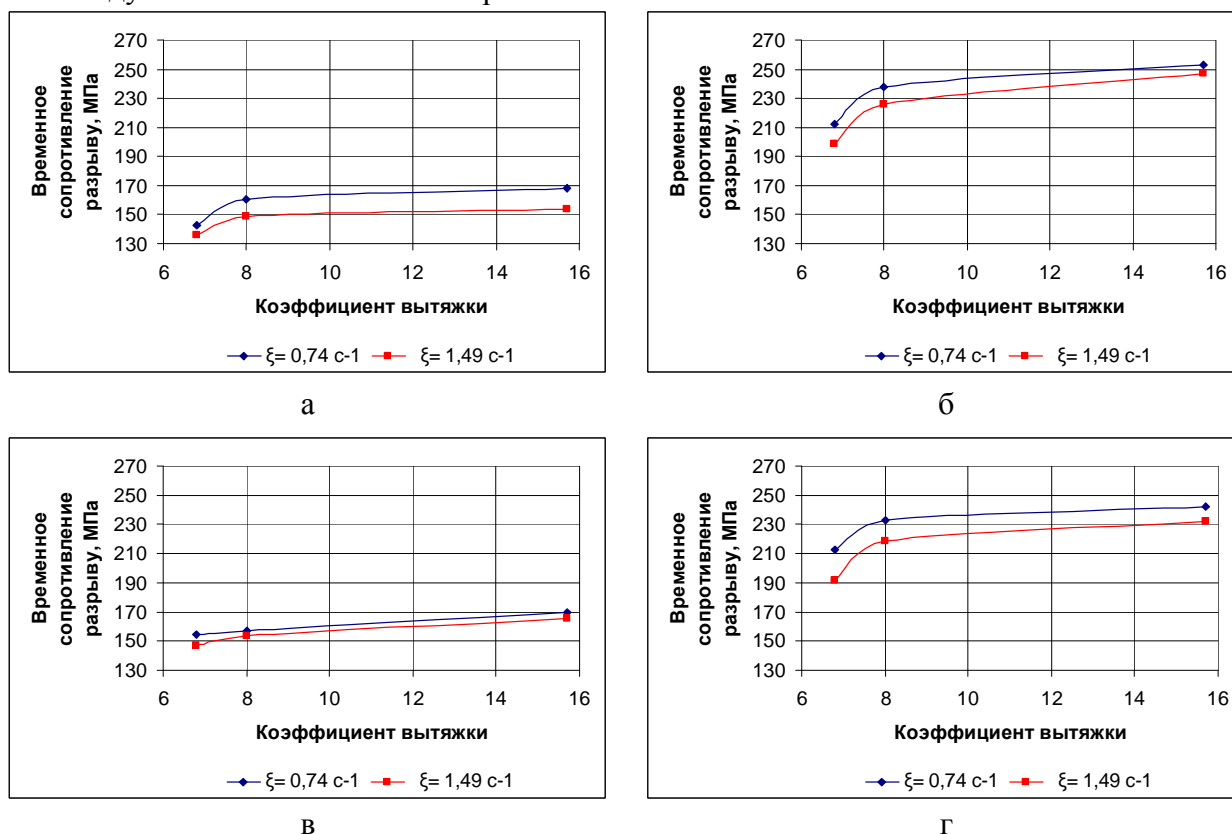 270
250
230
210
190
170
150
130
Временное
сопротивление
разрыву, МПа
6 8 10 12 14 16
Коэффициент вытяжки
ξ= 0,74 с-1 ξ= 1,49 с-1
а
270
250
230
210
190
170
150
130
Временное
сопротивление
разрыву, МПа
6 8 10 12 14 16
Коэффициент вытяжки
ξ= 0,74 с-1 ξ= 1,49 с-1
б
270
250
230
210
190
170
150
130
Временное
сопротивление
разрыву, МПа
6 8 10 12 14 16
Коэффициент вытяжки
ξ= 0,74 с-1 ξ= 1,49 с-1
в
270
250
230
210
190
170
150
130
Временное
сопротивление
разрыву, МПа
6 8 10 12 14 16
Коэффициент вытяжки
ξ= 0,74 с-1 ξ= 1,49 с-1
г